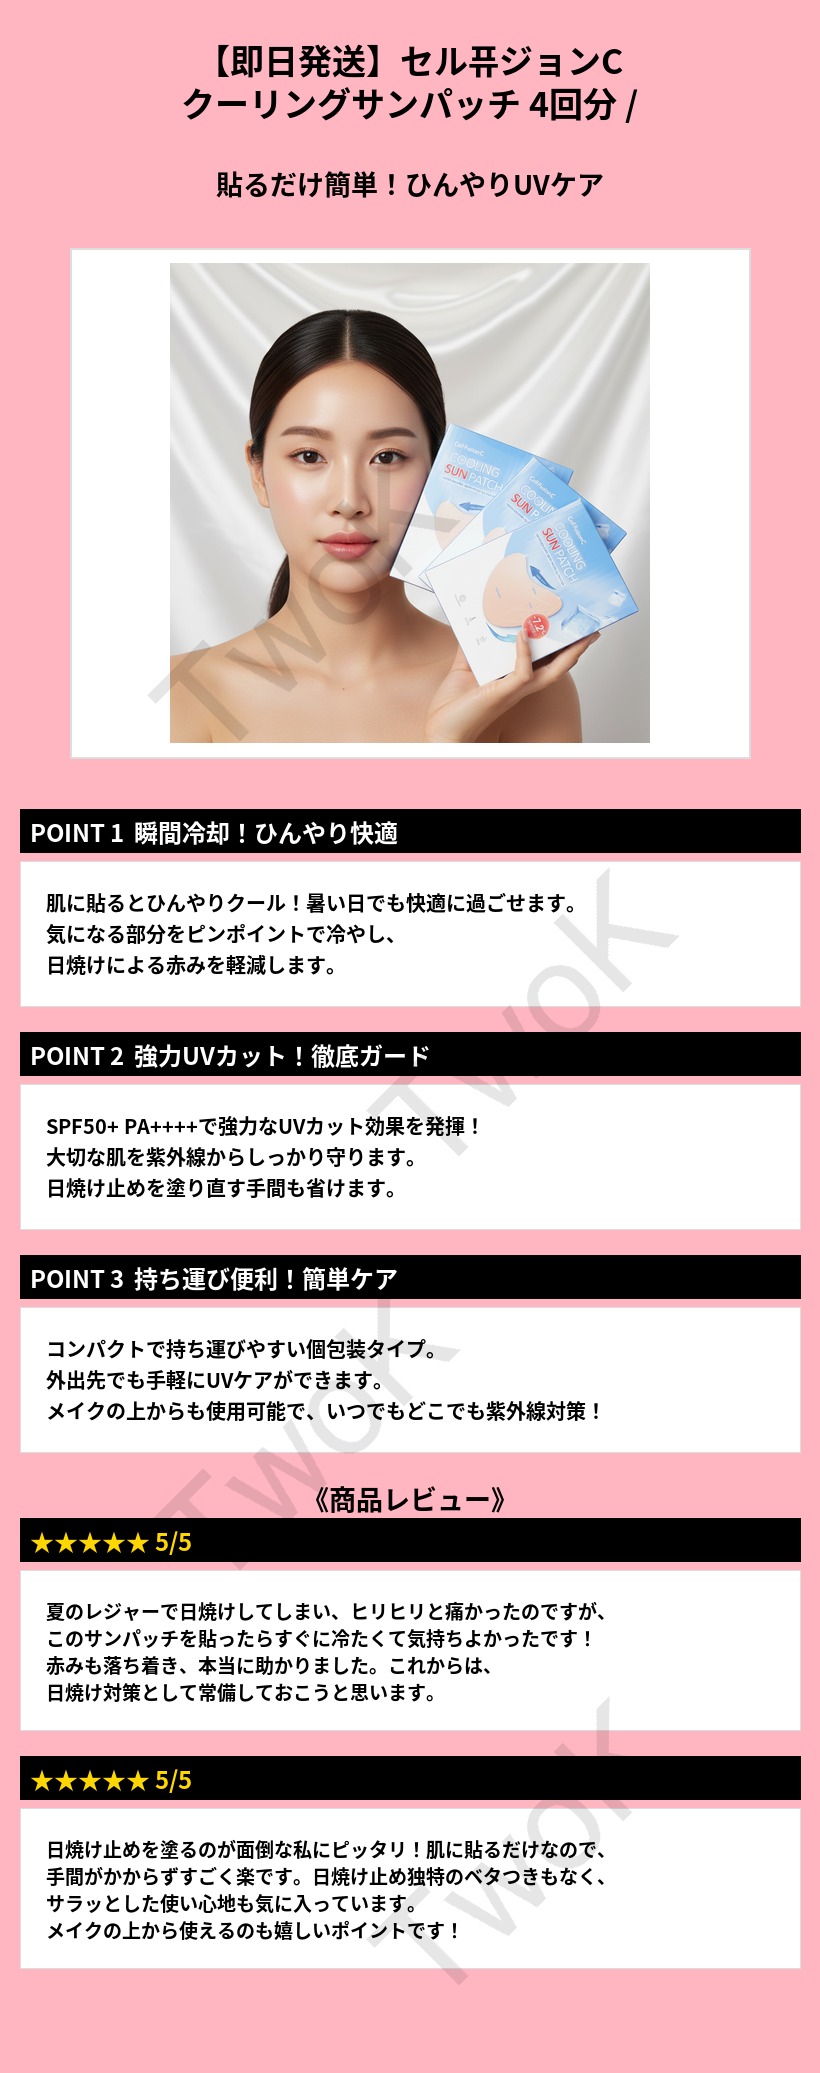 【即日発送】セル퓨ジョンC
クーリングサンパッチ 4回分 /
貼るだけ簡単！ひんやりUVケア
Cell Fusion C
COOLING
SUN PATCH
Cell Fusion C
COOLIN
SUN P
Cell Fusion C
COOLING
SUN PATCH
-7.2
TwoK
POINT 1 瞬間冷却！ひんやり快適
肌に貼るとひんやりクール！暑い日でも快適に過ごせます。
気になる部分をピンポイントで冷やし、
日焼けによる赤みを軽減します。
TwoK
POINT 2 強力UVカット！徹底ガード
SPF50+ PA++++で強力なUVカット効果を発揮！
大切な肌を紫外線からしっかり守ります。
日焼け止めを塗り直す手間も省けます。
POINT 3 持ち運び便利！簡単ケア
コンパクトで持ち運びやすい個包装タイプ。
外出先でも手軽にUVケアができます。
メイクの上からも使用可能で、いつでもどこでも紫外線対策！
TwoK
《商品レビュー》
★★★★★ 5/5
夏のレジャーで日焼けしてしまい、ヒリヒリと痛かったのですが、
このサンパッチを貼ったらすぐに冷たくて気持ちよかったです！
赤みも落ち着き、本当に助かりました。これからは、
日焼け対策として常備しておこうと思います。
★★★★★ 5/5
日焼け止めを塗るのが面倒な私にピッタリ！肌に貼るだけなので、
手間がかからずすごく楽です。日焼け止め独特のベタつきもなく、
サラッとした使い心地も気に入っています。
メイクの上から使えるのも嬉しいポイントです！
TwoK